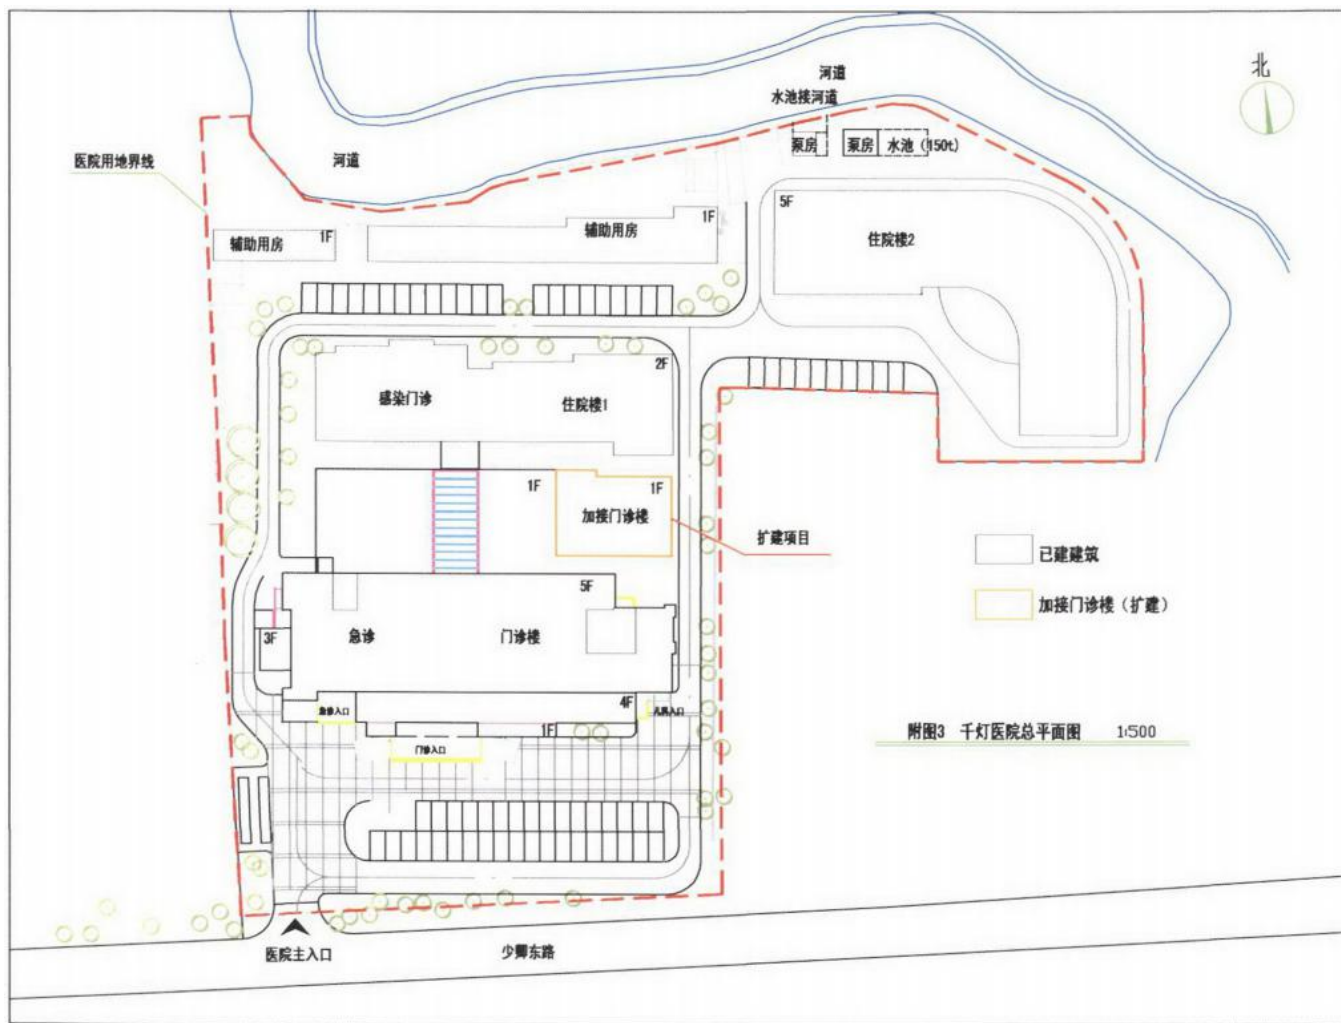 北
河道
水池接河道
泵房
泵房
水池（150t）
医院用地界线
河道
5F
1F
辅助用房
1F
辅助用房
住院楼2
2F
感染门诊
住院楼1
1F
1F
加接门诊楼
扩建项目
已建建筑
5F
加接门诊楼（扩建）
3F
急诊
门诊楼
4F
急诊入口
儿科入口
1F
门诊入口
附图3 千灯医院总平面图 1:500
医院主入口
少卿东路